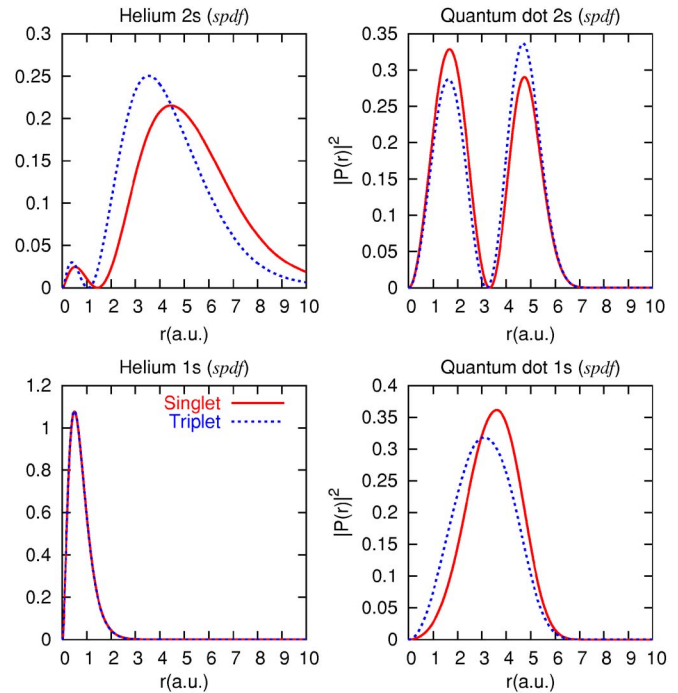 Helium 2s (spdf)
0.3
0.25
0.2
0.15
0.1
0.05
0
0 1 2 3 4 5 6 7 8 9 10
r(a.u.)
Quantum dot 2s (spdf)
|P(r)|²
0.35
0.3
0.25
0.2
0.15
0.1
0.05
0
0 1 2 3 4 5 6 7 8 9 10
r(a.u.)
Helium 1s (spdf)
1.2
1
0.8
0.6
0.4
0.2
0
Singlet
Triplet
0 1 2 3 4 5 6 7 8 9 10
r(a.u.)
Quantum dot 1s (spdf)
|P(r)|²
0.4
0.35
0.3
0.25
0.2
0.15
0.1
0.05
0
0 1 2 3 4 5 6 7 8 9 10
r(a.u.)